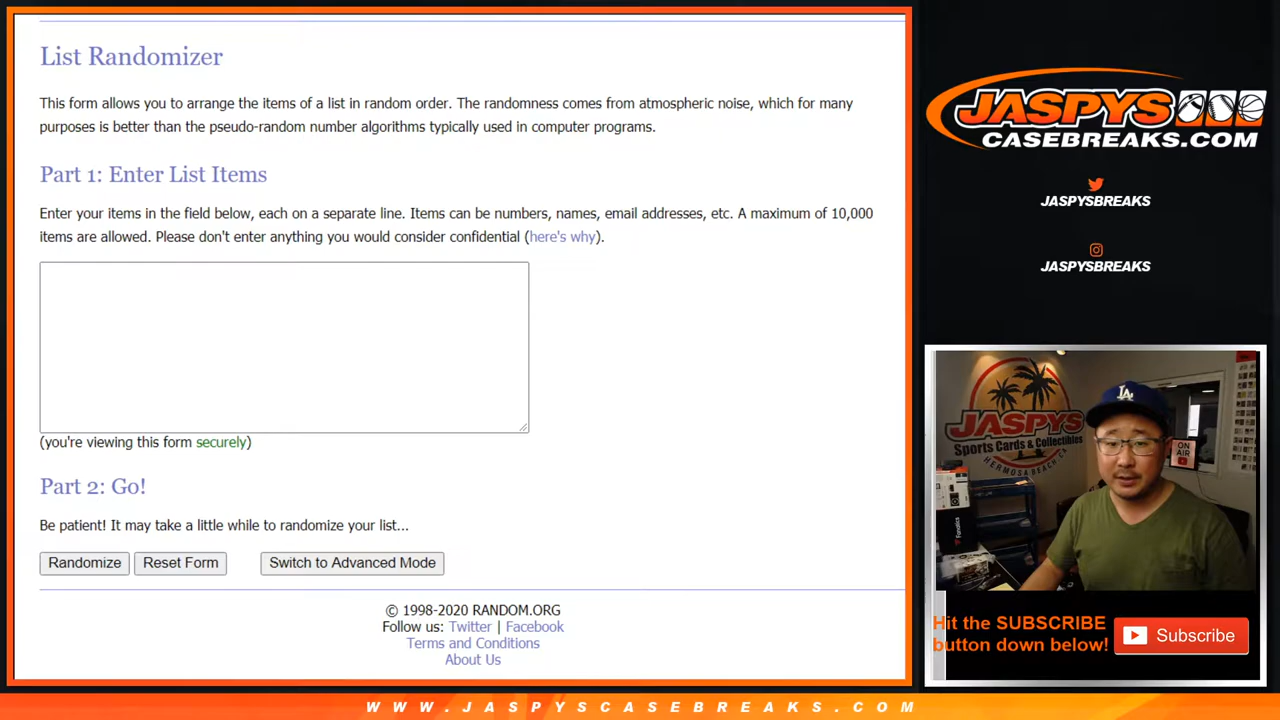 List Randomizer
This form allows you to arrange the items of a list in random order. The randomness comes from atmospheric noise, which for many
purposes is better than the pseudo-random number algorithms typically used in computer programs.
Part 1: Enter List Items
Enter your items in the field below, each on a separate line. Items can be numbers, names, email addresses, etc. A maximum of 10,000
items are allowed. Please don't enter anything you would consider confidential (here's why).
(you're viewing this form securely)
Part 2: Go!
Be patient! It may take a little while to randomize your list...
Randomize
Reset Form
Switch to Advanced Mode
© 1998-2020 RANDOM.ORG
Follow us: Twitter | Facebook
Terms and Conditions
About Us
JASPYS
CASEBREAKS.COM
JASPYSBREAKS
JASPYSBREAKS
JASPYS
Sports Cards & Collectibles
HERMOSA BEACH CA
LA
ON
AIR
Fanatics
Hit the SUBSCRIBE
button down below!
Subscribe
WWW.JASPYSCASEBREAKS.COM